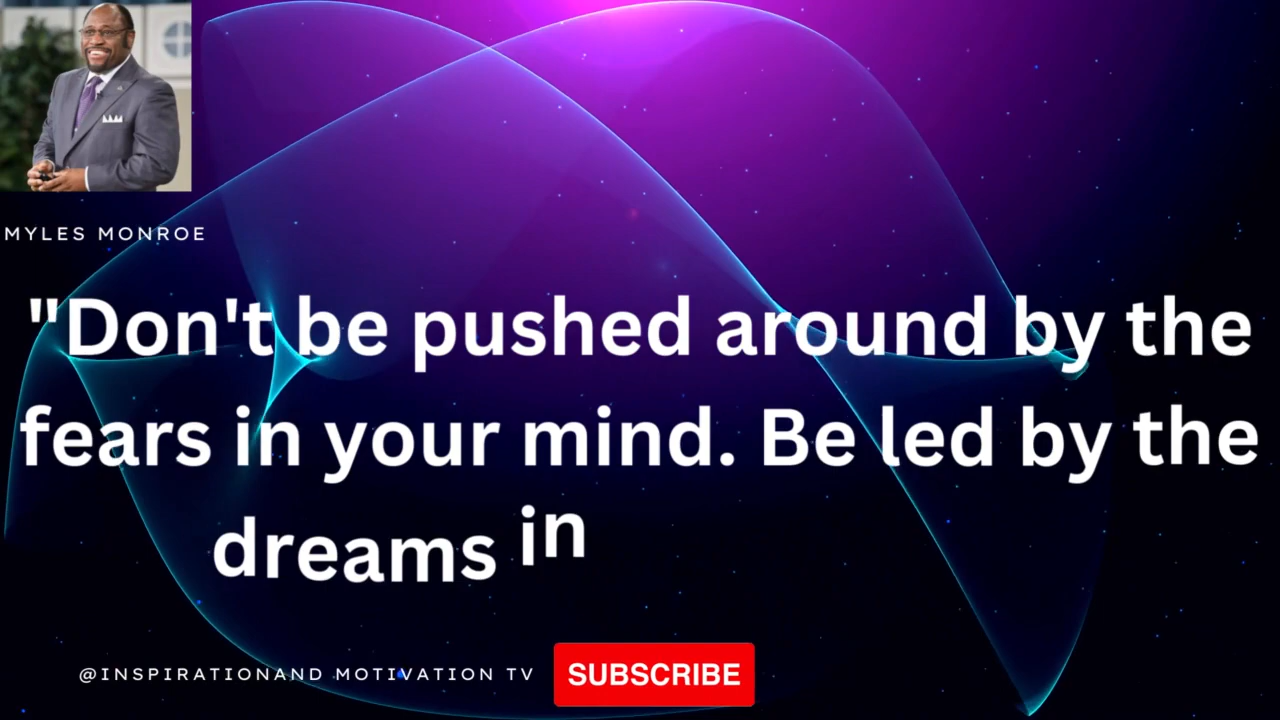 MYLES MONROE
"Don't be pushed around by the
fears in your mind. Be led by the
dreams in
@INSPIRATIONAND MOTIVATION TV
SUBSCRIBE